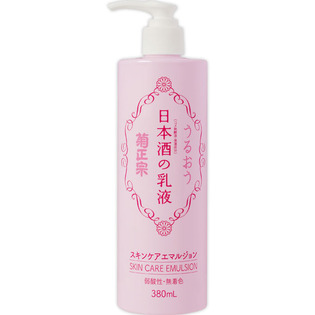 うるおう
日本酒の乳液
菊正宗
スキンケアエマルジョン
SKIN CARE EMULSION
弱酸性・無着色
380mL